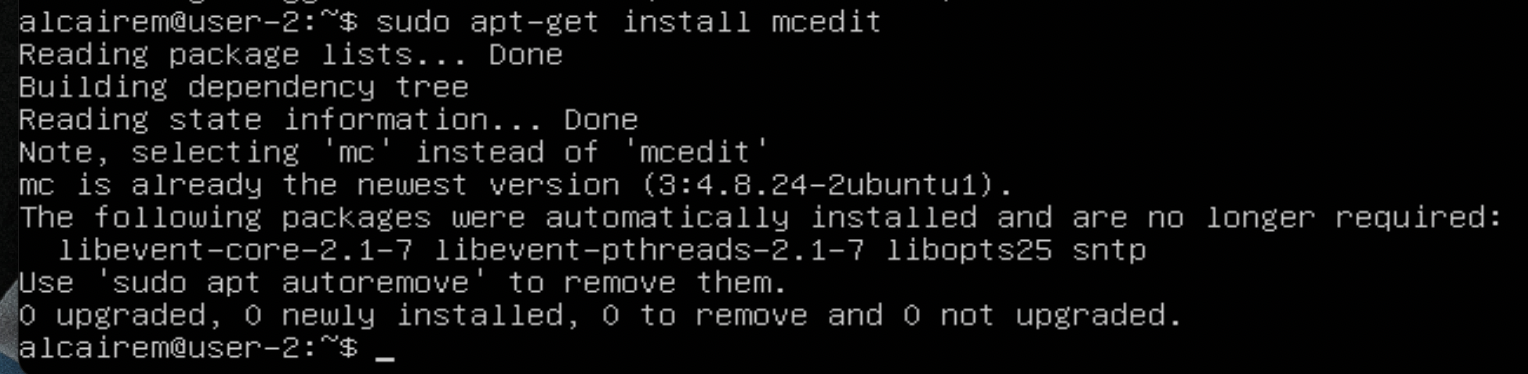 alcairem@user-2:~$ sudo apt-get install mcedit
Reading package lists... Done
Building dependency tree
Reading state information... Done
Note, selecting 'mc' instead of 'mcedit'
mc is already the newest version (3:4.8.24-2ubuntu1).
The following packages were automatically installed and are no longer required:
  libevent-core-2.1-7 libevent-pthreads-2.1-7 libopts25 sntp
Use 'sudo apt autoremove' to remove them.
0 upgraded, 0 newly installed, 0 to remove and 0 not upgraded.
alcairem@user-2:~$ _